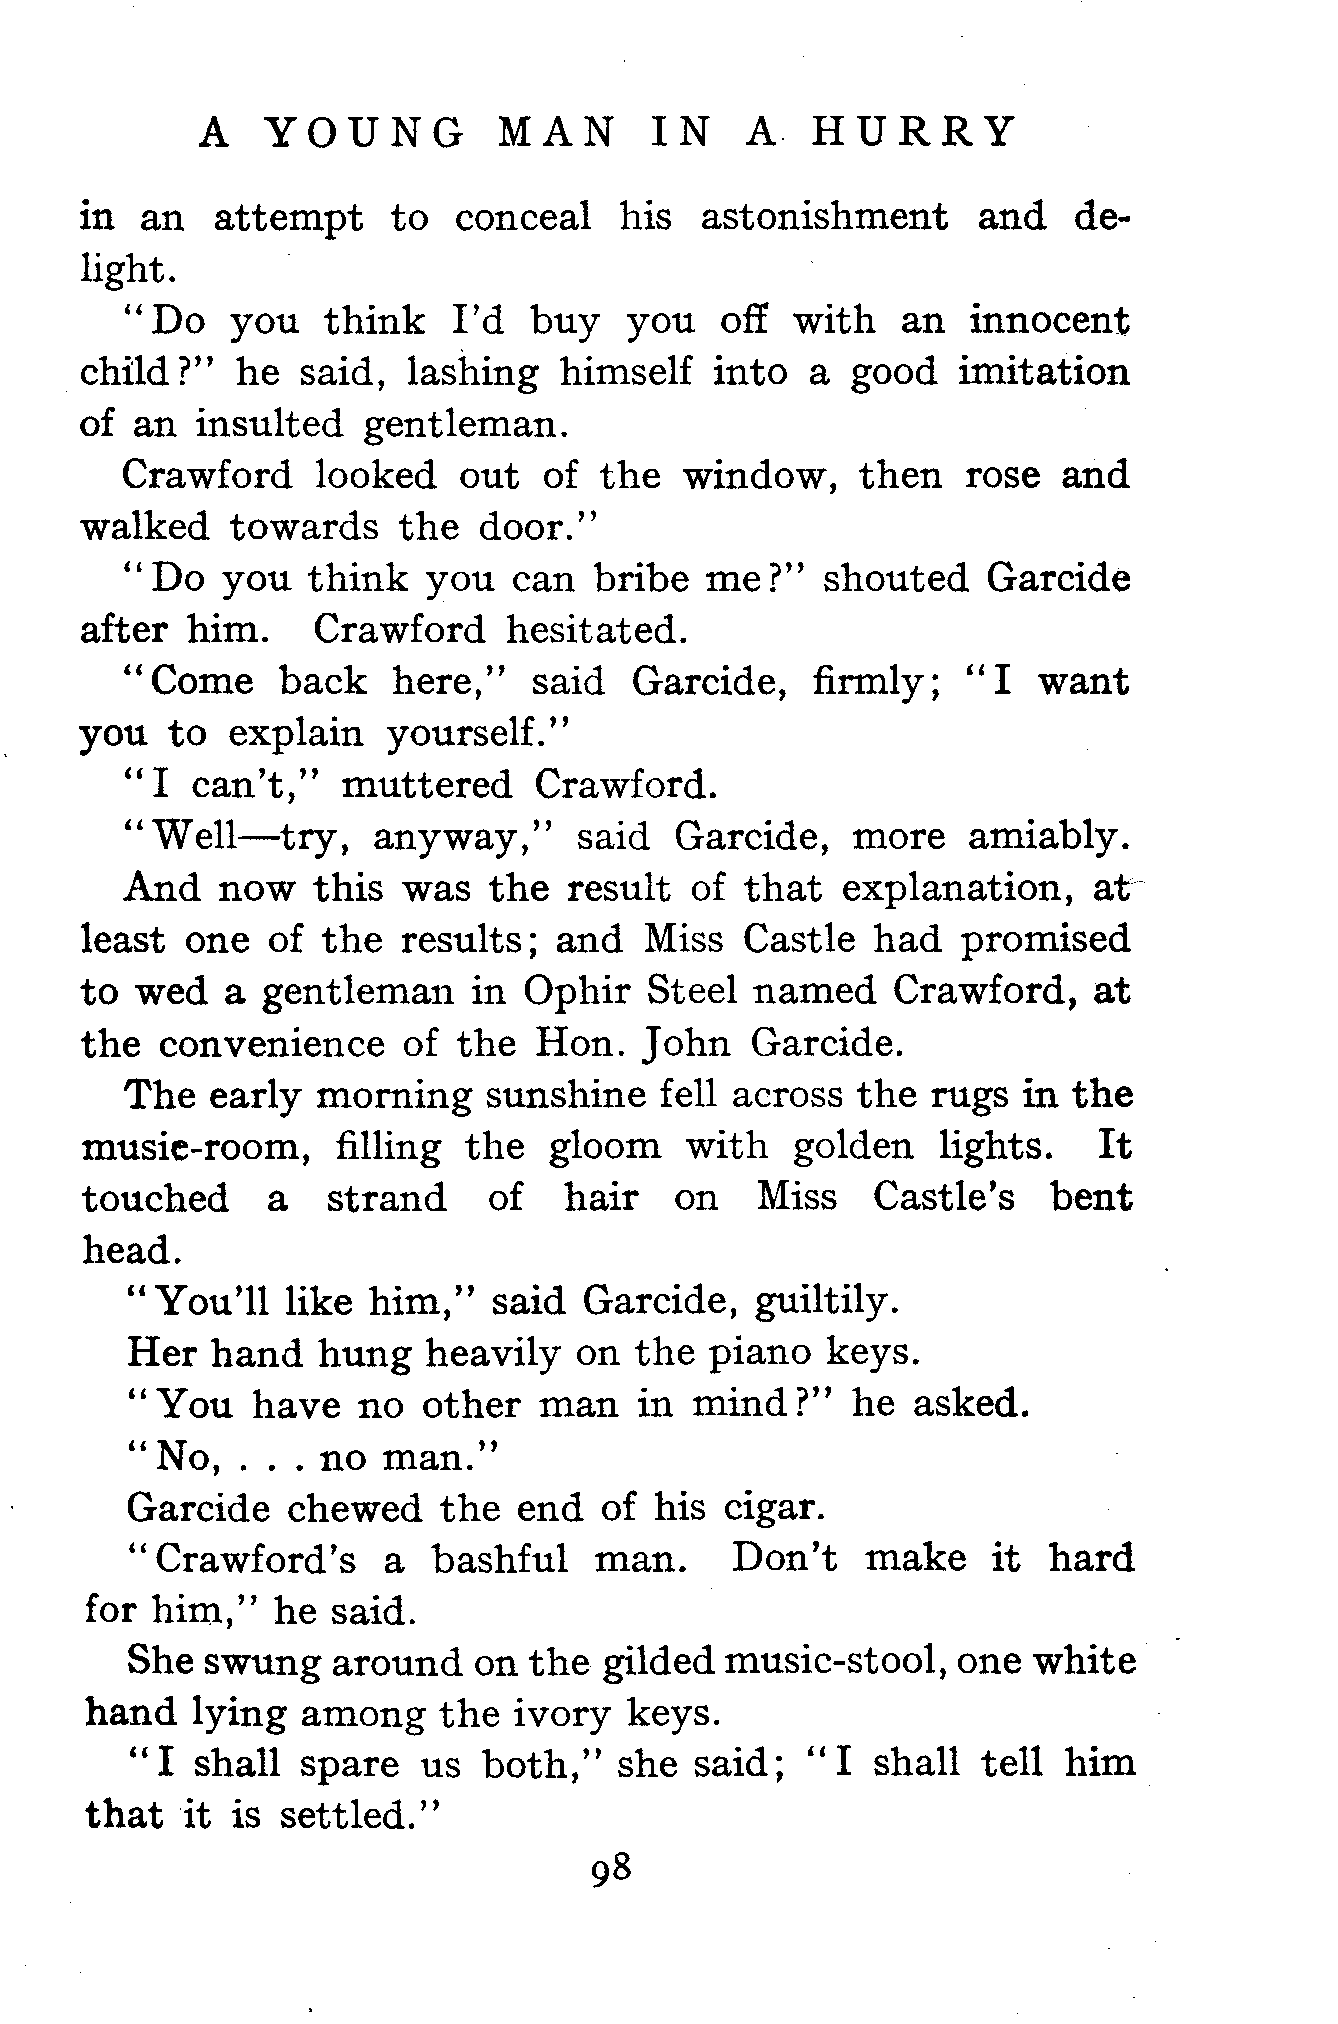 A YOUNG MAN IN A HURRY
in an attempt to conceal his astonishment and de-
light.
"Do you think I'd buy you off with an innocent
child?" he said, lashing himself into a good imitation
of an insulted gentleman.
Crawford looked out of the window, then rose and
walked towards the door."
"Do you think you can bribe me?" shouted Garcide
after him. Crawford hesitated.
"Come back here," said Garcide, firmly; "I want
you to explain yourself."
"I can't," muttered Crawford.
"Well—try, anyway," said Garcide, more amiably.
And now this was the result of that explanation, at
least one of the results; and Miss Castle had promised
to wed a gentleman in Ophir Steel named Crawford, at
the convenience of the Hon. John Garcide.
The early morning sunshine fell across the rugs in the
music-room, filling the gloom with golden lights. It
touched a strand of hair on Miss Castle's bent
head.
"You'll like him," said Garcide, guiltily.
Her hand hung heavily on the piano keys.
"You have no other man in mind?" he asked.
"No, . . . no man."
Garcide chewed the end of his cigar.
"Crawford's a bashful man. Don't make it hard
for him," he said.
She swung around on the gilded music-stool, one white
hand lying among the ivory keys.
"I shall spare us both," she said; "I shall tell him
that it is settled."
98